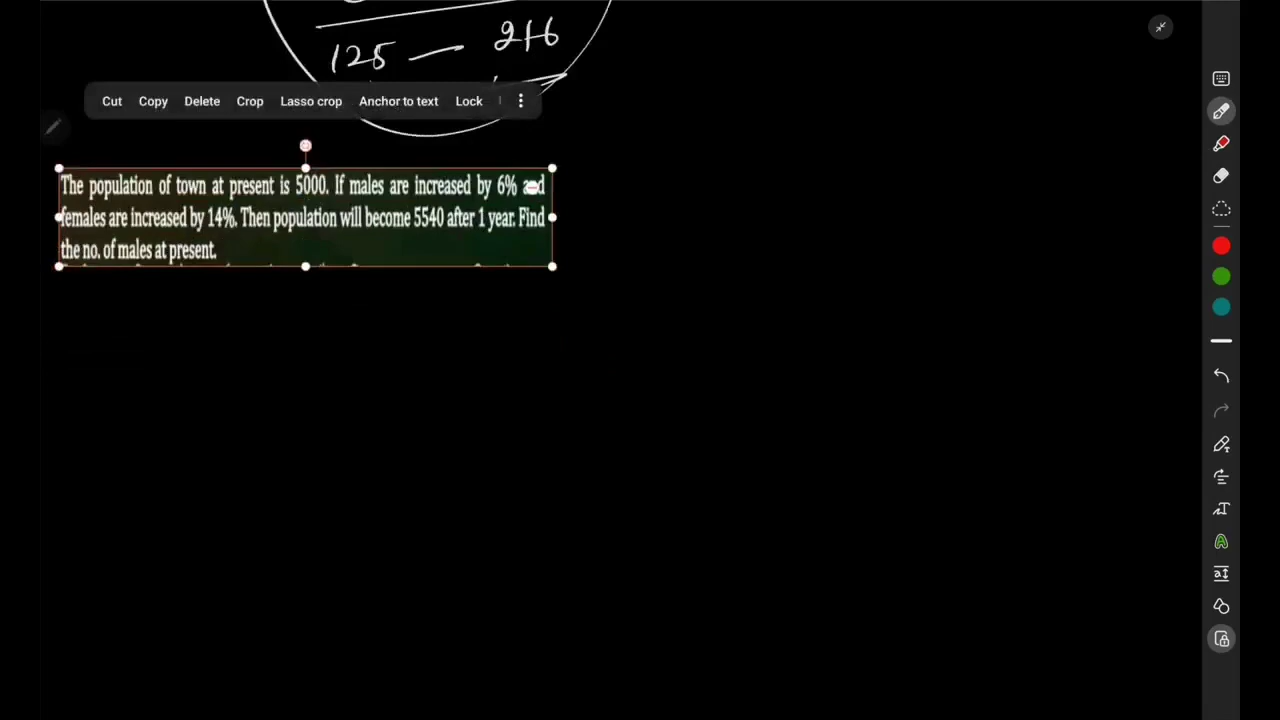 125 — 216
Cut Copy Delete Crop Lasso crop Anchor to text Lock
The population of town at present is 5000. If males are increased by 6% and
females are increased by 14%. Then population will become 5540 after 1 year. Find
the no. of males at present.